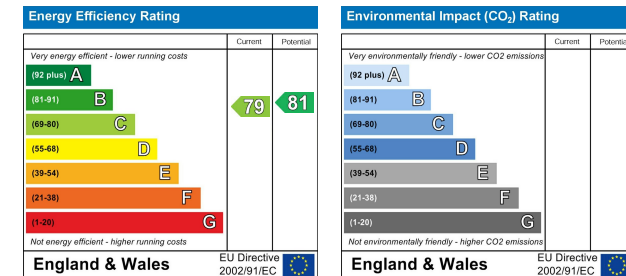 Energy Efficiency Rating
Current Potential
Very energy efficient - lower running costs
(92 plus) A
(81-91) B
(69-80) C
(55-68) D
(39-54) E
(21-38) F
(1-20) G
79 81
Not energy efficient - higher running costs
England & Wales
EU Directive
2002/91/EC
Environmental Impact (CO₂) Rating
Current Potentia
Very environmentally friendly - lower CO2 emissions
(92 plus) A
(81-91) B
(69-80) C
(55-68) D
(39-54) E
(21-38) F
(1-20) G
Not environmentally friendly - higher CO2 emissions
England & Wales
EU Directive
2002/91/EC